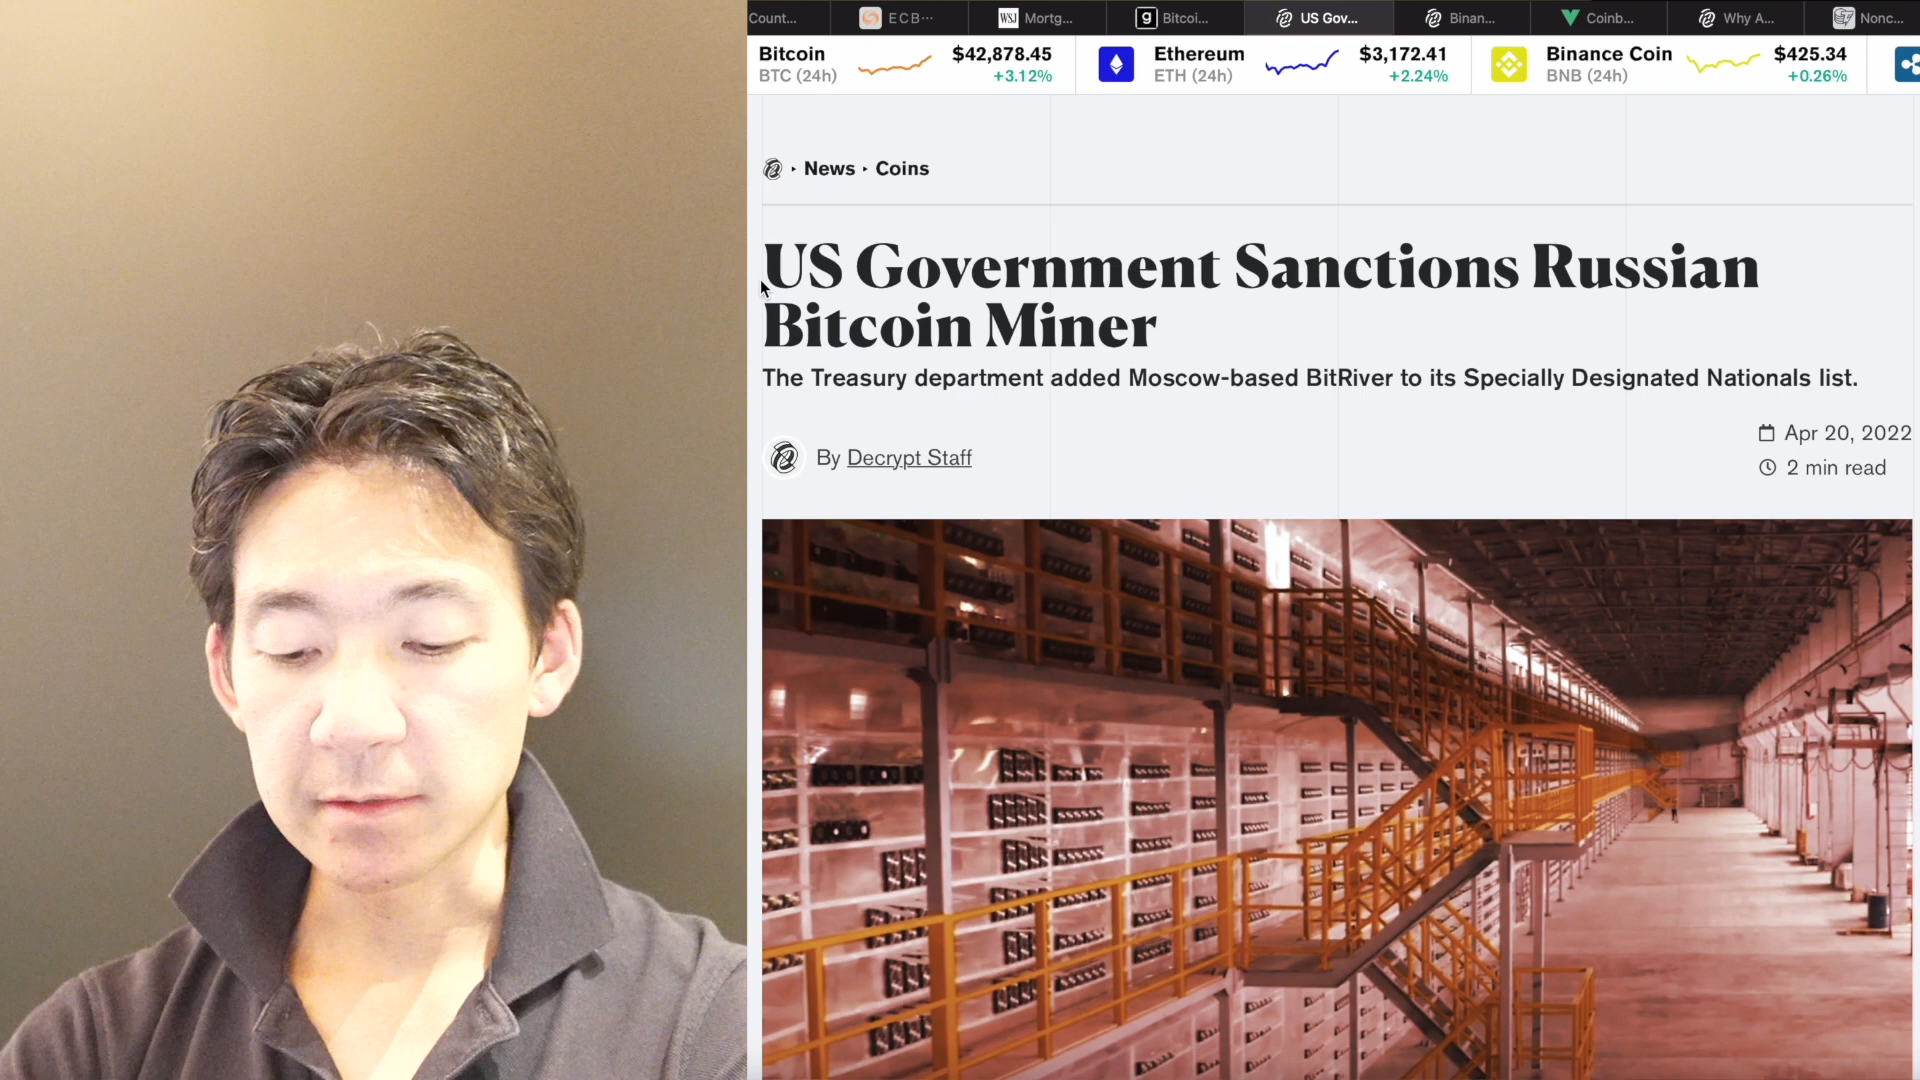 Count...
ECB...
WSJ
Mortg...
g
Bitcoi...
US Gov...
Binan...
Coinb...
Why A...
Nonc...
Bitcoin $42,878.45
BTC (24h) +3.12%
Ethereum $3,172.41
ETH (24h) +2.24%
Binance Coin $425.34
BNB (24h) +0.26%
News ‣ Coins
US Government Sanctions Russian
Bitcoin Miner
The Treasury department added Moscow-based BitRiver to its Specially Designated Nationals list.
By Decrypt Staff
Apr 20, 2022
2 min read